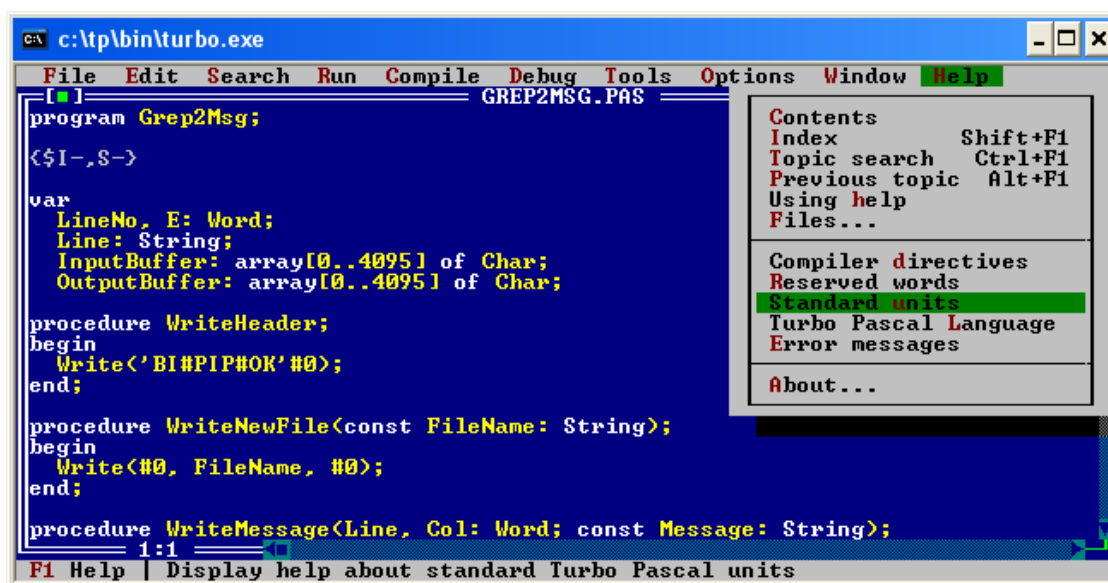 c:\tp\bin\turbo.exe
File Edit Search Run Compile Debug Tools Options Window Help
[■] GREP2MSG.PAS
program Grep2Msg;
{$I-,S-}
var
LineNo, E: Word;
Line: String;
InputBuffer: array[0..4095] of Char;
OutputBuffer: array[0..4095] of Char;
procedure WriteHeader;
begin
Write('BI#PIP#OK'#0);
end;
procedure WriteNewFile(const FileName: String);
begin
Write(#0, FileName, #0);
end;
procedure WriteMessage(Line, Col: Word; const Message: String);
1:1
Contents
Index Shift+F1
Topic search Ctrl+F1
Previous topic Alt+F1
Using help
Files...
Compiler directives
Reserved words
Standard units
Turbo Pascal Language
Error messages
About...
F1 Help | Display help about standard Turbo Pascal units